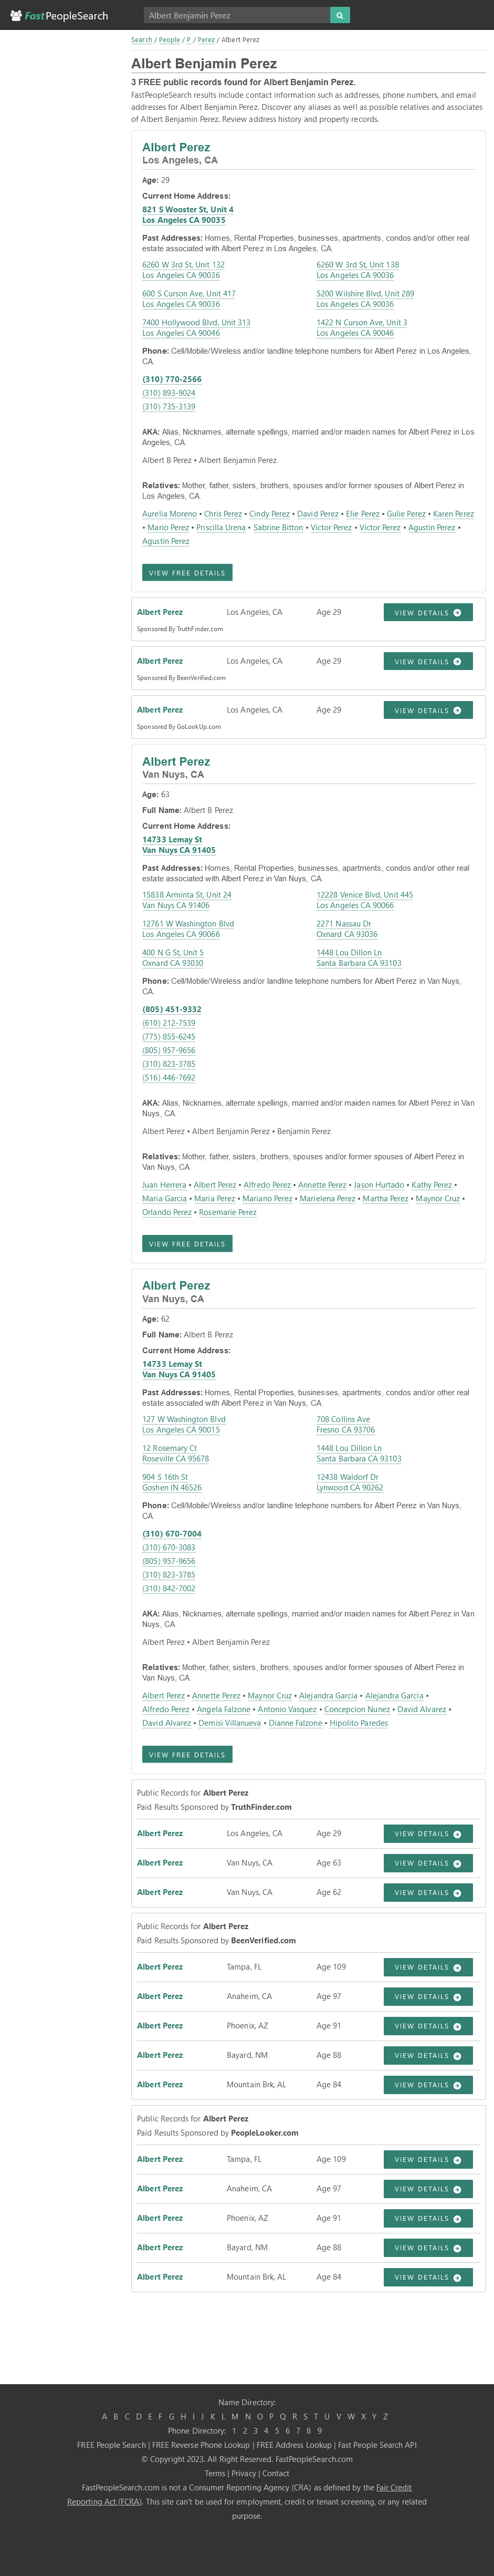 FastPeopleSearch
Albert Benjamin Perez
Search / People / P / Perez / Albert Perez
Albert Benjamin Perez
3 FREE public records found for Albert Benjamin Perez.
FastPeopleSearch results include contact information such as addresses, phone numbers, and email
addresses for Albert Benjamin Perez. Discover any aliases as well as possible relatives and associates
of Albert Benjamin Perez. Review address history and property records.
Albert Perez
Los Angeles, CA
Age: 29
Current Home Address:
821 S Wooster St, Unit 4
Los Angeles CA 90035
Past Addresses: Homes, Rental Properties, businesses, apartments, condos and/or other real
estate associated with Albert Perez in Los Angeles, CA.
6260 W 3rd St, Unit 132
Los Angeles CA 90036
6260 W 3rd St, Unit 138
Los Angeles CA 90036
600 S Curson Ave, Unit 417
Los Angeles CA 90036
5200 Wilshire Blvd, Unit 289
Los Angeles CA 90036
7400 Hollywood Blvd, Unit 313
Los Angeles CA 90046
1422 N Curson Ave, Unit 3
Los Angeles CA 90046
Phone: Cell/Mobile/Wireless and/or landline telephone numbers for Albert Perez in Los Angeles,
CA.
(310) 770-2566
(310) 893-9024
(310) 735-3139
AKA: Alias, Nicknames, alternate spellings, married and/or maiden names for Albert Perez in Los
Angeles, CA.
Albert B Perez • Albert Benjamin Perez
Relatives: Mother, father, sisters, brothers, spouses and/or former spouses of Albert Perez in
Los Angeles, CA.
Aurelia Moreno • Chris Perez • Cindy Perez • David Perez • Elie Perez • Gulie Perez • Karen Perez
• Mario Perez • Priscilla Urena • Sabrine Bitton • Victor Perez • Victor Perez • Agustin Perez •
Agustin Perez
VIEW FREE DETAILS
Albert Perez Los Angeles, CA Age 29 VIEW DETAILS
Sponsored By TruthFinder.com
Albert Perez Los Angeles, CA Age 29 VIEW DETAILS
Sponsored By BeenVerified.com
Albert Perez Los Angeles, CA Age 29 VIEW DETAILS
Sponsored By GoLookUp.com
Albert Perez
Van Nuys, CA
Age: 63
Full Name: Albert B Perez
Current Home Address:
14733 Lemay St
Van Nuys CA 91405
Past Addresses: Homes, Rental Properties, businesses, apartments, condos and/or other real
estate associated with Albert Perez in Van Nuys, CA.
15838 Arminta St, Unit 24
Van Nuys CA 91406
12228 Venice Blvd, Unit 445
Los Angeles CA 90066
12761 W Washington Blvd
Los Angeles CA 90066
2271 Nassau Dr
Oxnard CA 93036
400 N G St, Unit 5
Oxnard CA 93030
1448 Lou Dillon Ln
Santa Barbara CA 93103
Phone: Cell/Mobile/Wireless and/or landline telephone numbers for Albert Perez in Van Nuys,
CA.
(805) 451-9332
(610) 212-7539
(775) 855-6245
(805) 957-9656
(310) 823-3785
(516) 446-7692
AKA: Alias, Nicknames, alternate spellings, married and/or maiden names for Albert Perez in Van
Nuys, CA.
Albert Perez • Albert Benjamin Perez • Benjamin Perez
Relatives: Mother, father, sisters, brothers, spouses and/or former spouses of Albert Perez in
Van Nuys, CA.
Juan Herrera • Albert Perez • Alfredo Perez • Annette Perez • Jason Hurtado • Kathy Perez •
Maria Garcia • Maria Perez • Mariano Perez • Marielena Perez • Martha Perez • Maynor Cruz •
Orlando Perez • Rosemarie Perez
VIEW FREE DETAILS
Albert Perez
Van Nuys, CA
Age: 62
Full Name: Albert B Perez
Current Home Address:
14733 Lemay St
Van Nuys CA 91405
Past Addresses: Homes, Rental Properties, businesses, apartments, condos and/or other real
estate associated with Albert Perez in Van Nuys, CA.
127 W Washington Blvd
Los Angeles CA 90015
708 Collins Ave
Fresno CA 93706
12 Rosemary Ct
Roseville CA 95678
1448 Lou Dillon Ln
Santa Barbara CA 93103
904 S 16th St
Goshen IN 46526
12438 Waldorf Dr
Lynwood CA 90262
Phone: Cell/Mobile/Wireless and/or landline telephone numbers for Albert Perez in Van Nuys,
CA.
(310) 670-7004
(310) 670-3083
(805) 957-9656
(310) 823-3785
(310) 842-7002
AKA: Alias, Nicknames, alternate spellings, married and/or maiden names for Albert Perez in Van
Nuys, CA.
Albert Perez • Albert Benjamin Perez
Relatives: Mother, father, sisters, brothers, spouses and/or former spouses of Albert Perez in
Van Nuys, CA.
Albert Perez • Annette Perez • Maynor Cruz • Alejandra Garcia • Alejandra Garcia •
Alfredo Perez • Angela Falzone • Antonio Vasquez • Concepcion Nunez • David Alvarez •
David Alvarez • Demisi Villanueva • Dianne Falzone • Hipolito Paredes
VIEW FREE DETAILS
Public Records for Albert Perez
Paid Results Sponsored by TruthFinder.com
Albert Perez Los Angeles, CA Age 29 VIEW DETAILS
Albert Perez Van Nuys, CA Age 63 VIEW DETAILS
Albert Perez Van Nuys, CA Age 62 VIEW DETAILS
Public Records for Albert Perez
Paid Results Sponsored by BeenVerified.com
Albert Perez Tampa, FL Age 109 VIEW DETAILS
Albert Perez Anaheim, CA Age 97 VIEW DETAILS
Albert Perez Phoenix, AZ Age 91 VIEW DETAILS
Albert Perez Bayard, NM Age 88 VIEW DETAILS
Albert Perez Mountain Brk, AL Age 84 VIEW DETAILS
Public Records for Albert Perez
Paid Results Sponsored by PeopleLooker.com
Albert Perez Tampa, FL Age 109 VIEW DETAILS
Albert Perez Anaheim, CA Age 97 VIEW DETAILS
Albert Perez Phoenix, AZ Age 91 VIEW DETAILS
Albert Perez Bayard, NM Age 88 VIEW DETAILS
Albert Perez Mountain Brk, AL Age 84 VIEW DETAILS
Name Directory:
A B C D E F G H I J K L M N O P Q R S T U V W X Y Z
Phone Directory: 1 2 3 4 5 6 7 8 9
FREE People Search | FREE Reverse Phone Lookup | FREE Address Lookup | Fast People Search API
© Copyright 2023. All Right Reserved. FastPeopleSearch.com
Terms | Privacy | Contact
FastPeopleSearch.com is not a Consumer Reporting Agency (CRA) as defined by the Fair Credit
Reporting Act (FCRA). This site can't be used for employment, credit or tenant screening, or any related
purpose.